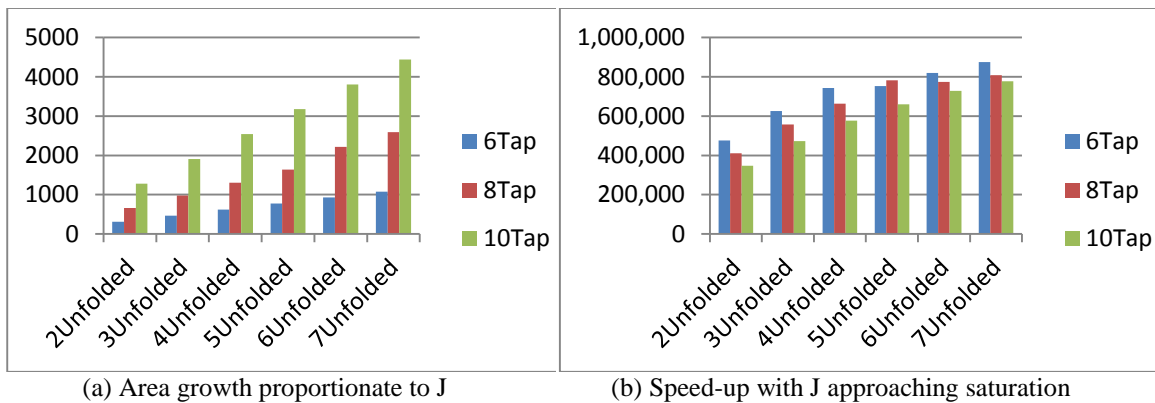 5000
4000
3000
2000
1000
0
2Unfolded
3Unfolded
4Unfolded
5Unfolded
6Unfolded
7Unfolded
6Tap
8Tap
10Tap
(a) Area growth proportionate to J
1,000,000
800,000
600,000
400,000
200,000
0
2Unfolded
3Unfolded
4Unfolded
5Unfolded
6Unfolded
7Unfolded
6Tap
8Tap
10Tap
(b) Speed-up with J approaching saturation